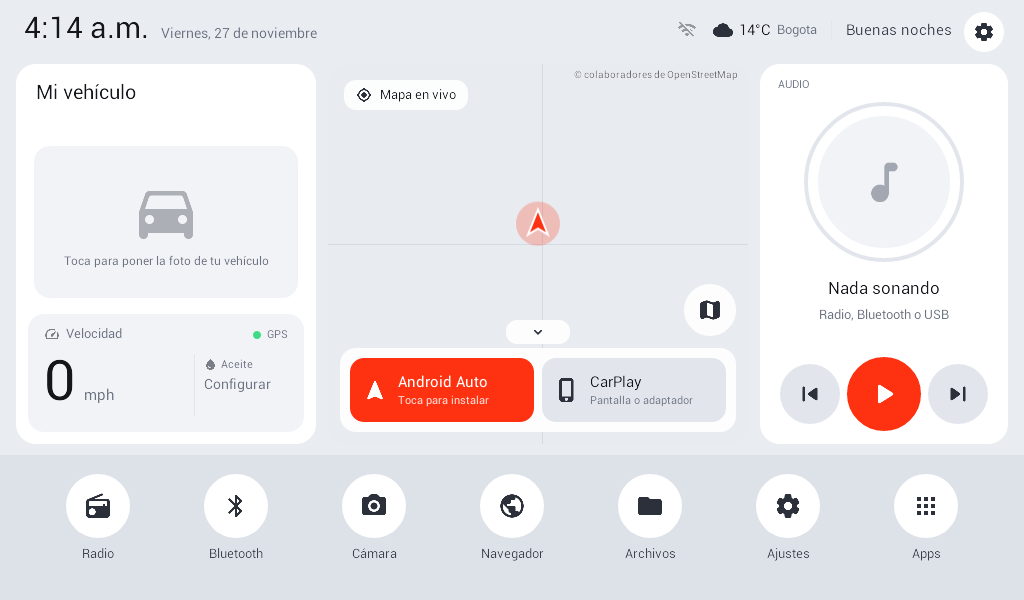 4:14 a.m.
Viernes, 27 de noviembre
14°C Bogota
Buenas noches
Mi vehículo
Toca para poner la foto de tu vehículo
Velocidad
GPS
0 mph
Aceite
Configurar
© colaboradores de OpenStreetMap
Mapa en vivo
Android Auto
Toca para instalar
CarPlay
Pantalla o adaptador
AUDIO
Nada sonando
Radio, Bluetooth o USB
Radio
Bluetooth
Cámara
Navegador
Archivos
Ajustes
Apps